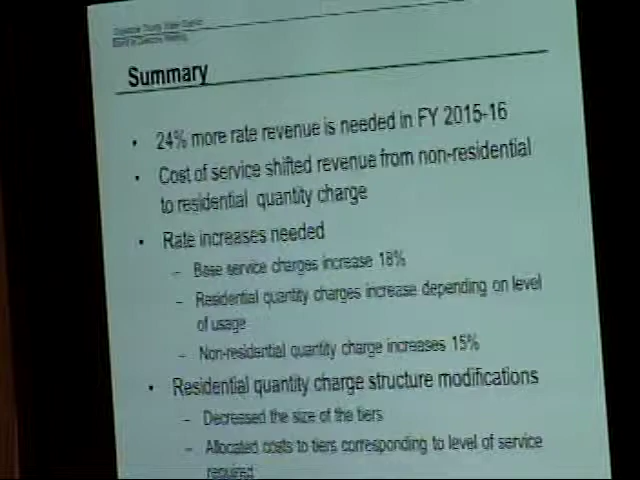 Summary
• 24% more rate revenue is needed in FY 2015-16
• Cost of service shifted revenue from non-residential
to residential quantity charge
• Rate increases needed
– Base service charges increase 18%
– Residential quantity charges increase depending on level
of usage
– Non-residential quantity charge increases 15%
• Residential quantity charge structure modifications
– Decreased the size of the tiers
– Allocated costs to tiers corresponding to level of service
required